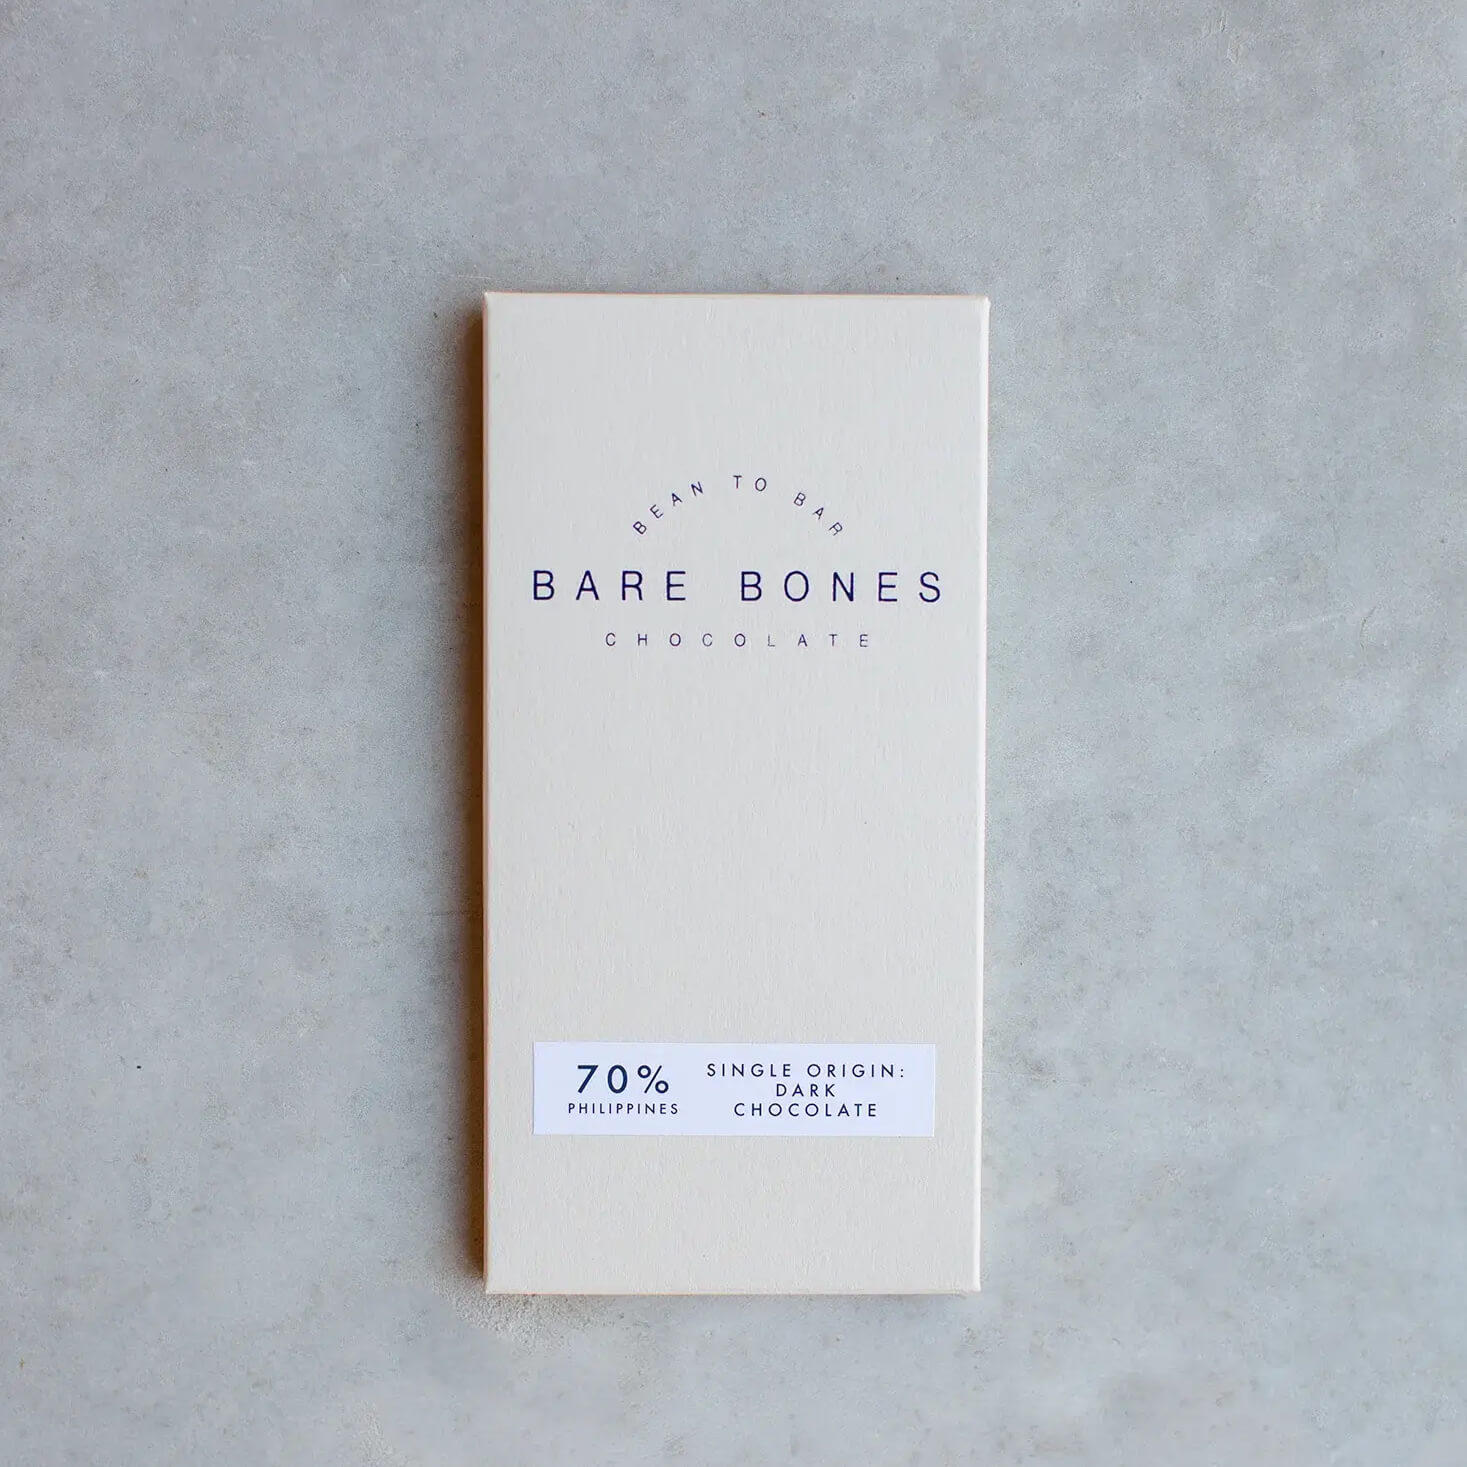 BEAN TO BAR
BARE BONES
CHOCOLATE
70%
PHILIPPINES
SINGLE ORIGIN:
DARK
CHOCOLATE